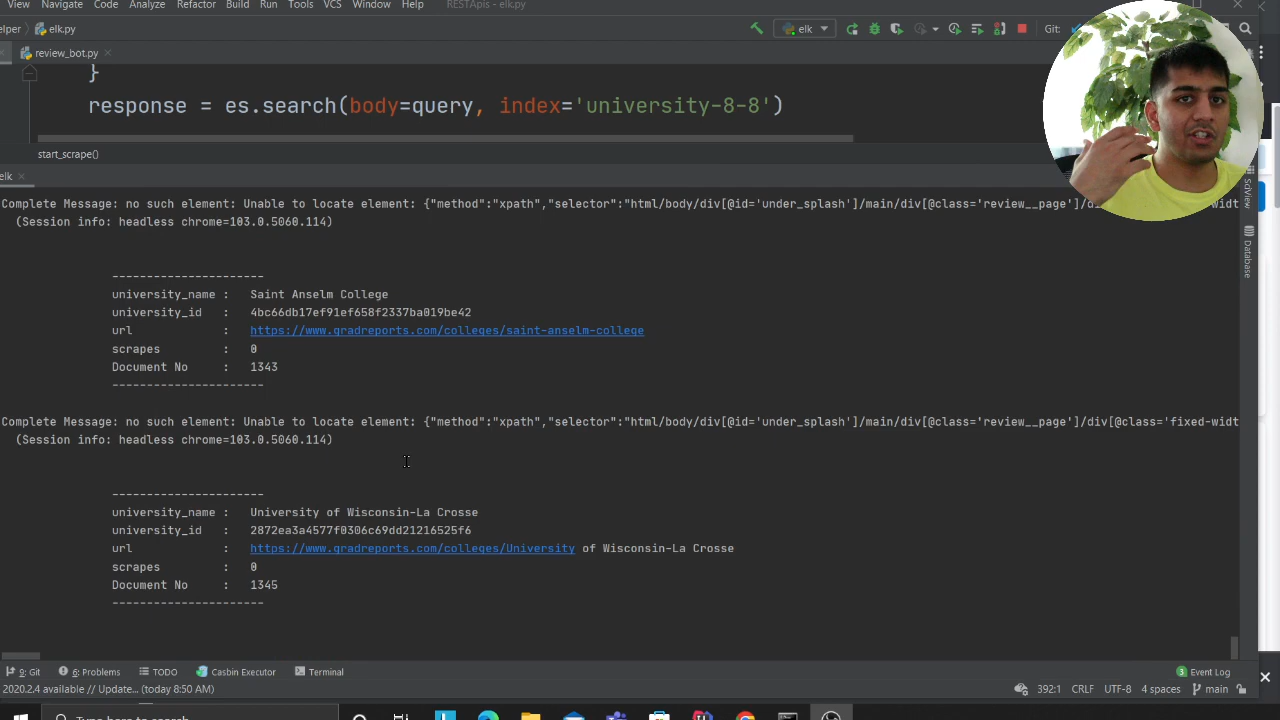 View Navigate Code Analyze Refactor Build Run Tools VCS Window Help RESTApis - elk.py
elper elk.py elk Git:
review_bot.py
}
response = es.search(body=query, index='university-8-8')
start_scrape()
elk
Complete Message: no such element: Unable to locate element: {"method":"xpath","selector":"html/body/div[@id='under_splash']/main/div[@class='review__page']/
(Session info: headless chrome=103.0.5060.114)
-----------------------
university_name : Saint Anselm College
university_id : 4bc66db17ef91ef658f2337ba019be42
url : https://www.gradreports.com/colleges/saint-anselm-college
scrapes : 0
Document No : 1343
-----------------------
Complete Message: no such element: Unable to locate element: {"method":"xpath","selector":"html/body/div[@id='under_splash']/main/div[@class='review__page']/div[@class='fixed-widt
(Session info: headless chrome=103.0.5060.114)
-----------------------
university_name : University of Wisconsin-La Crosse
university_id : 2872ea3a4577f0306c69dd21216525f6
url : https://www.gradreports.com/colleges/University of Wisconsin-La Crosse
scrapes : 0
Document No : 1345
-----------------------
SciView
Database
9: Git 6: Problems TODO Casbin Executor Terminal 3 Event Log
2020.2.4 available // Update... (today 8:50 AM) 392:1 CRLF UTF-8 4 spaces main
Type here to search